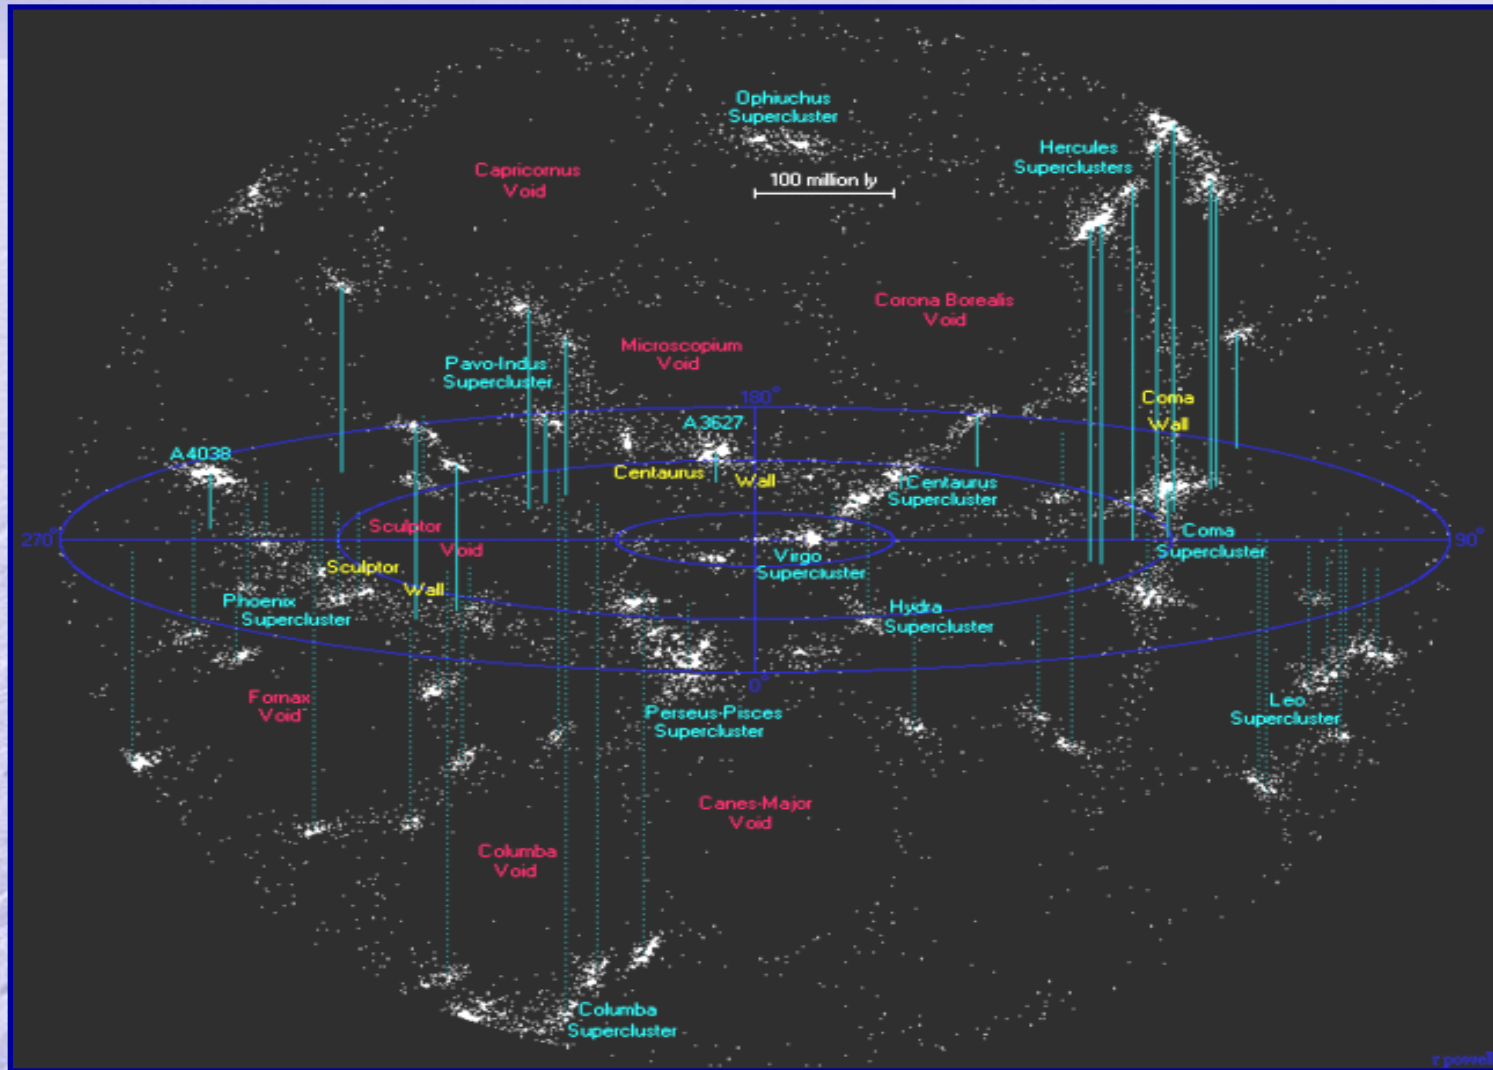 Ophiuchus
Supercluster
Hercules
Superclusters
Capricornus
Void
100 million ly
Corona Borealis
Void
Microscopium
Void
Pavo-Indus
Supercluster
180°
Coma
Wall
A3627
A4038
Centaurus
Wall
Centaurus
Supercluster
Sculptor
Void
270°
90°
Coma
Supercluster
Virgo
Supercluster
Sculptor
Wall
Phoenix
Supercluster
Hydra
Supercluster
0°
Fornax
Void
Perseus-Pisces
Supercluster
Leo
Supercluster
Canes-Major
Void
Columba
Void
Columba
Supercluster
r powell